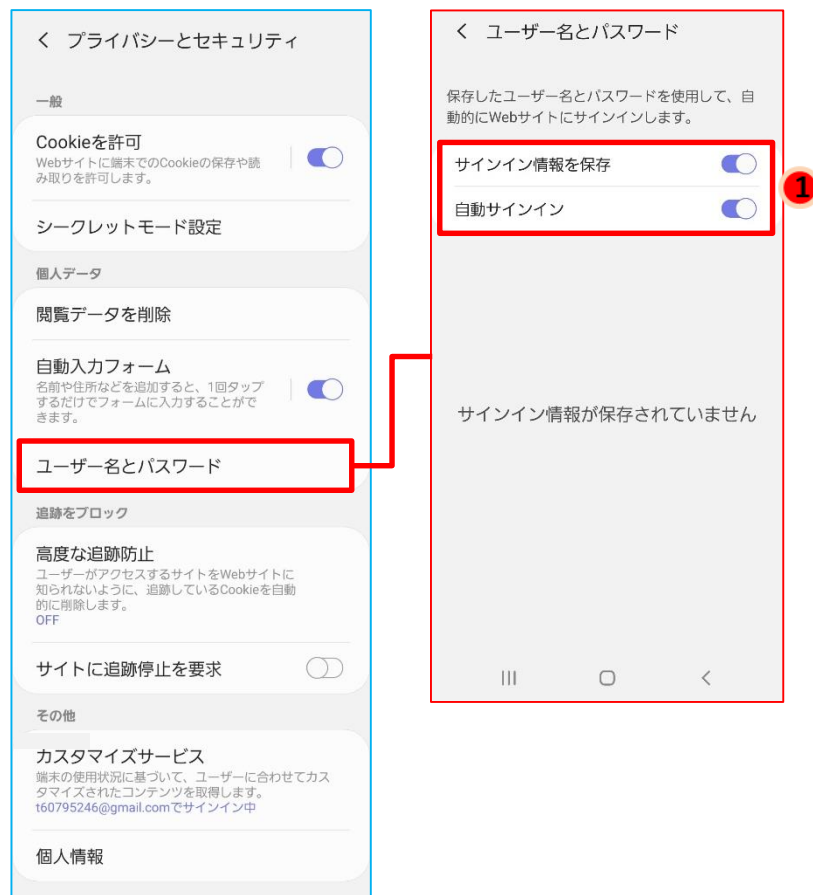 プライバシーとセキュリティ
一般
Cookieを許可
Webサイトに端末でのCookieの保存や読
み取りを許可します。
シークレットモード設定
個人データ
閲覧データを削除
自動入力フォーム
名前や住所などを追加すると、1回タップ
するだけでフォームに入力することがで
きます。
ユーザー名とパスワード
追跡をブロック
高度な追跡防止
ユーザーがアクセスするサイトをWebサイトに
知られないように、追跡しているCookieを自動
的に削除します。
OFF
サイトに追跡停止を要求
その他
カスタマイズサービス
端末の使用状況に基づいて、ユーザーに合わせてカス
タマイズされたコンテンツを取得します。
t60795246@gmail.comでサインイン中
個人情報
ユーザー名とパスワード
保存したユーザー名とパスワードを使用して、自
動的にWebサイトにサインインします。
サインイン情報を保存
自動サインイン
1
サインイン情報が保存されていません